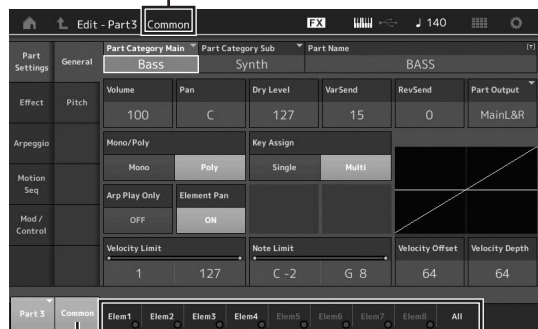 Edit - Part3 Common FX 140
Part Settings General Part Category Main Part Category Sub Part Name [T]
Bass Synth BASS
Effect Pitch Volume Pan Dry Level VarSend RevSend Part Output
100 C 127 15 0 MainL&R
Arpeggio Mono/Poly Key Assign
Mono Poly Single Multi
Motion Seq
Arp Play Only Element Pan
Mod / Control OFF ON
Velocity Limit Note Limit Velocity Offset Velocity Depth
1 127 C -2 G 8 64 64
Part 3 Common Elem1 Elem2 Elem3 Elem4 Elem5 Elem6 Elem7 Elem8 All